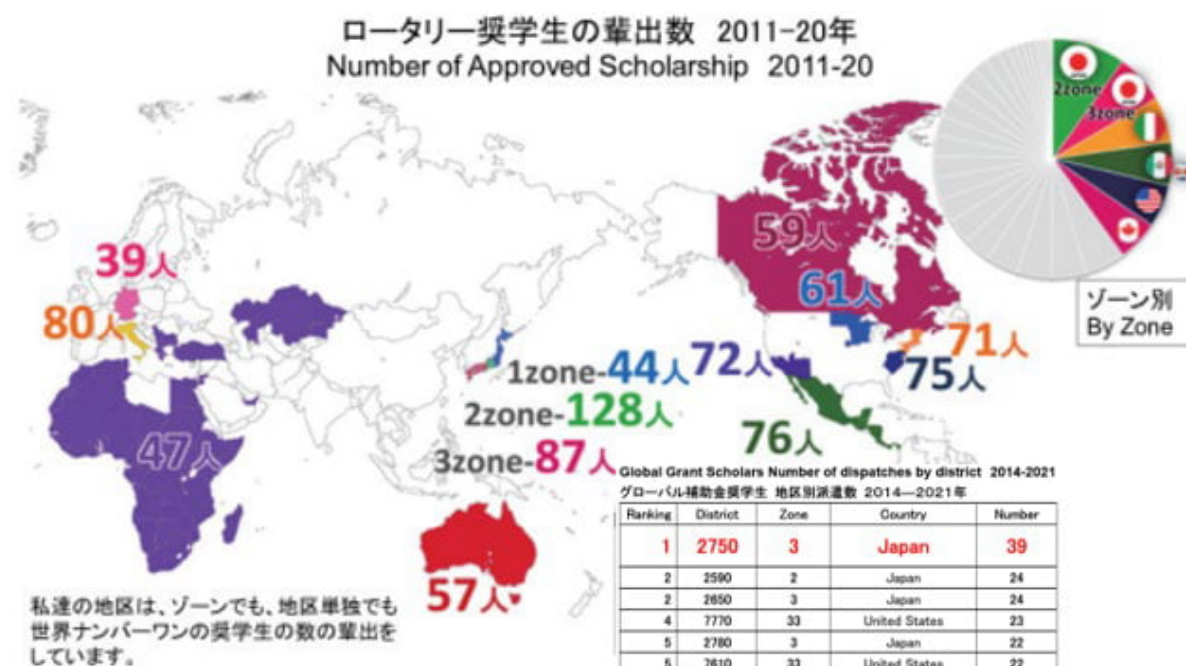 ロータリー奨学生の輩出数 2011-20年
Number of Approved Scholarship 2011-20
2zone
3zone
ゾーン別
By Zone
59人
39人
61人
80人
71人
1zone-44人
72人
75人
2zone-128人
76人
47人
3zone-87人
57人
Global Grant Scholars Number of dispatches by district 2014-2021
グローバル補助金奨学生 地区別派遣数 2014—2021年
Ranking District Zone Country Number
1 2750 3 Japan 39
2 2590 2 Japan 24
2 2650 3 Japan 24
4 7770 33 United States 23
5 2780 3 Japan 22
5 7610 33 United States 22
私達の地区は、ゾーンでも、地区単独でも
世界ナンバーワンの奨学生の数の輩出を
しています。